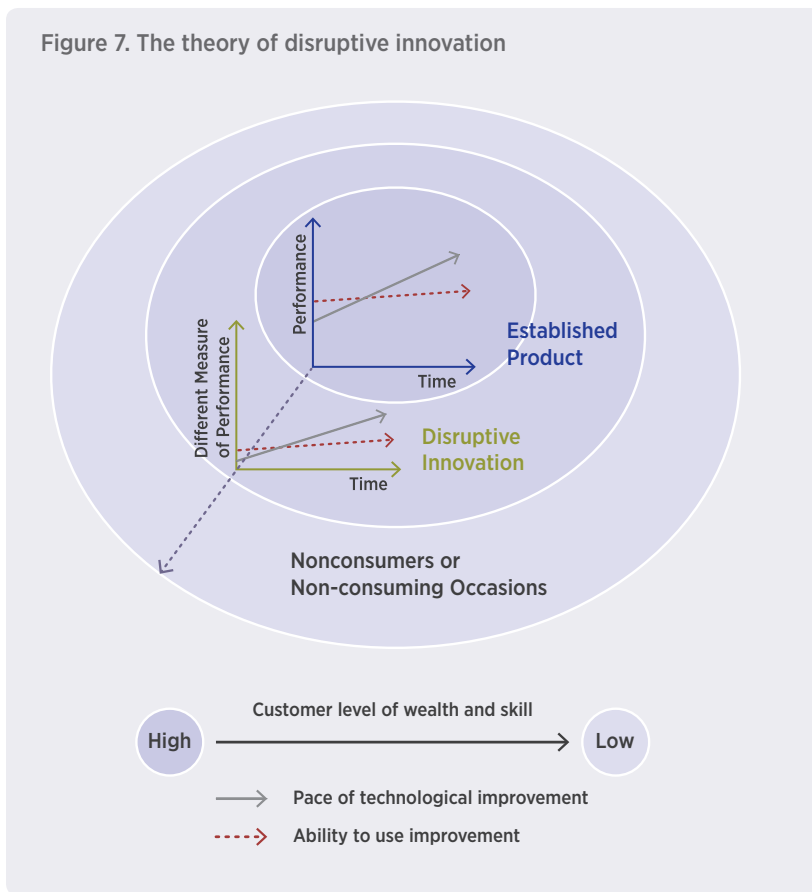 Figure 7. The theory of disruptive innovation
Performance
Time
Established
Product
Different Measure
of Performance
Time
Disruptive
Innovation
Nonconsumers or
Non-consuming Occasions
Customer level of wealth and skill
High
Low
Pace of technological improvement
Ability to use improvement